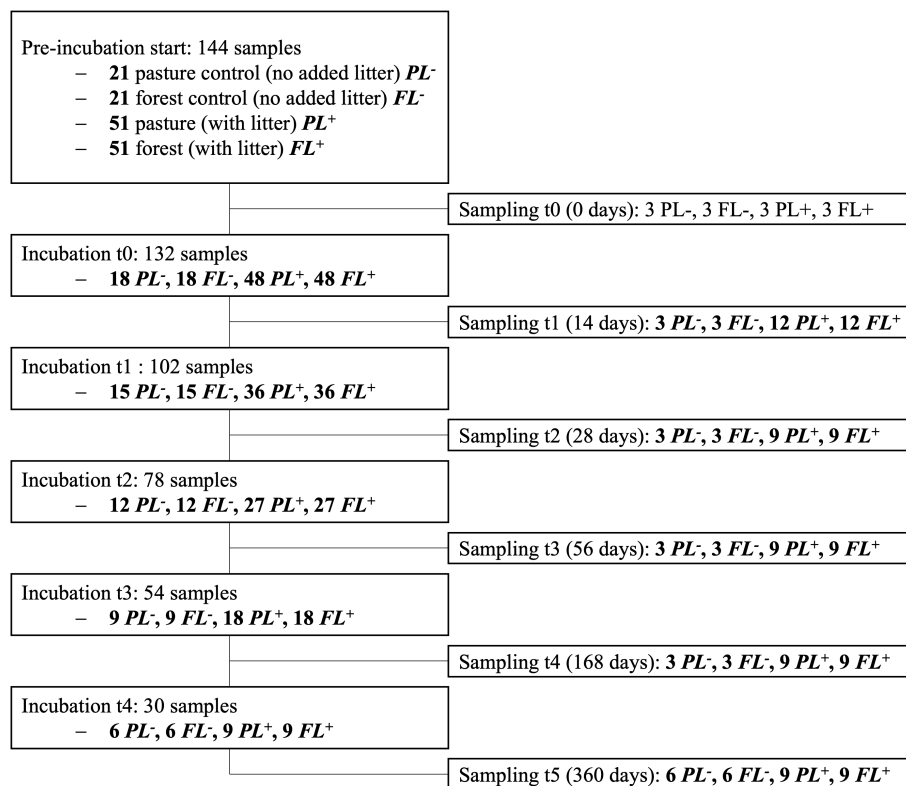 Pre-incubation start: 144 samples
– 21 pasture control (no added litter) PL⁻
– 21 forest control (no added litter) FL⁻
– 51 pasture (with litter) PL⁺
– 51 forest (with litter) FL⁺
Sampling t0 (0 days): 3 PL-, 3 FL-, 3 PL+, 3 FL+
Incubation t0: 132 samples
– 18 PL⁻, 18 FL⁻, 48 PL⁺, 48 FL⁺
Sampling t1 (14 days): 3 PL⁻, 3 FL⁻, 12 PL⁺, 12 FL⁺
Incubation t1 : 102 samples
– 15 PL⁻, 15 FL⁻, 36 PL⁺, 36 FL⁺
Sampling t2 (28 days): 3 PL⁻, 3 FL⁻, 9 PL⁺, 9 FL⁺
Incubation t2: 78 samples
– 12 PL⁻, 12 FL⁻, 27 PL⁺, 27 FL⁺
Sampling t3 (56 days): 3 PL⁻, 3 FL⁻, 9 PL⁺, 9 FL⁺
Incubation t3: 54 samples
– 9 PL⁻, 9 FL⁻, 18 PL⁺, 18 FL⁺
Sampling t4 (168 days): 3 PL⁻, 3 FL⁻, 9 PL⁺, 9 FL⁺
Incubation t4: 30 samples
– 6 PL⁻, 6 FL⁻, 9 PL⁺, 9 FL⁺
Sampling t5 (360 days): 6 PL⁻, 6 FL⁻, 9 PL⁺, 9 FL⁺